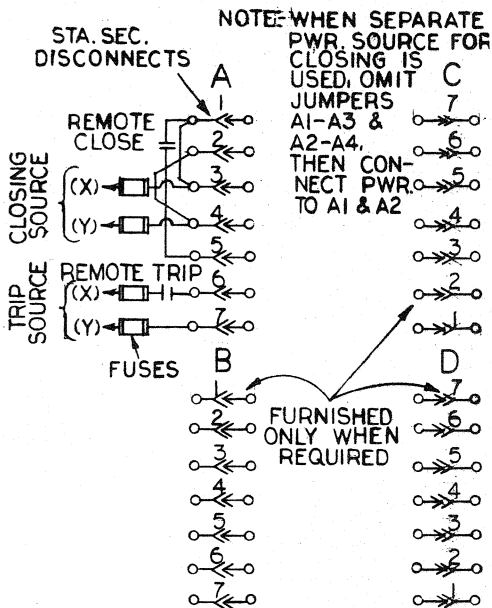 NOTE:-WHEN SEPARATE
PWR. SOURCE FOR
CLOSING IS
USED, OMIT
JUMPERS
A1-A3 &
A2-A4.
THEN CON-
NECT PWR.
TO A1 & A2
STA. SEC.
DISCONNECTS
A
1
2
3
4
5
6
7
REMOTE
CLOSE
CLOSING
SOURCE
(X)
(Y)
TRIP
SOURCE
REMOTE TRIP
(X)
(Y)
FUSES
C
7
6
5
4
3
2
1
B
1
2
3
4
5
6
7
FURNISHED
ONLY WHEN
REQUIRED
D
7
6
5
4
3
2
1